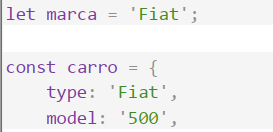 let marca = 'Fiat';
const carro = {
type: 'Fiat',
model: '500',